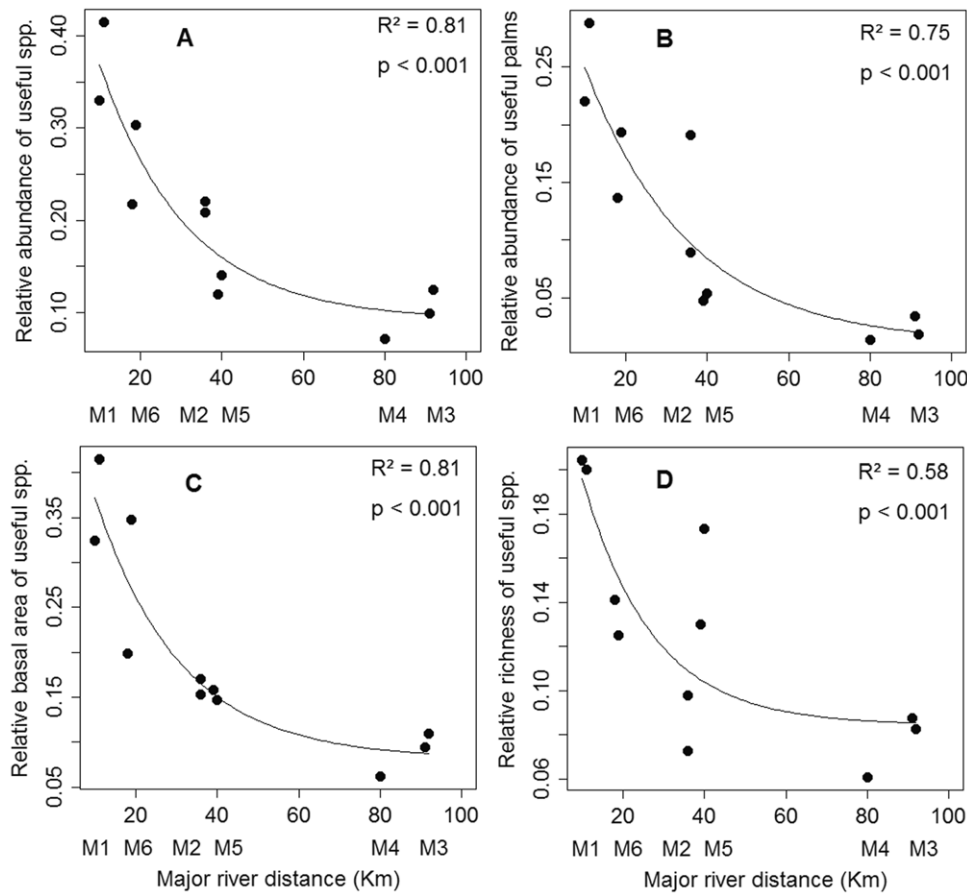 A
R² = 0.81
p < 0.001
Relative abundance of useful spp.
0.40
0.30
0.20
0.10
20 40 60 80 100
M1 M6 M2 M5 M4 M3
B
R² = 0.75
p < 0.001
Relative abundance of useful palms
0.25
0.15
0.05
20 40 60 80 100
M1 M6 M2 M5 M4 M3
C
R² = 0.81
p < 0.001
Relative basal area of useful spp.
0.35
0.25
0.15
0.05
20 40 60 80 100
M1 M6 M2 M5 M4 M3
Major river distance (Km)
D
R² = 0.58
p < 0.001
Relative richness of useful spp.
0.18
0.14
0.10
0.06
20 40 60 80 100
M1 M6 M2 M5 M4 M3
Major river distance (Km)